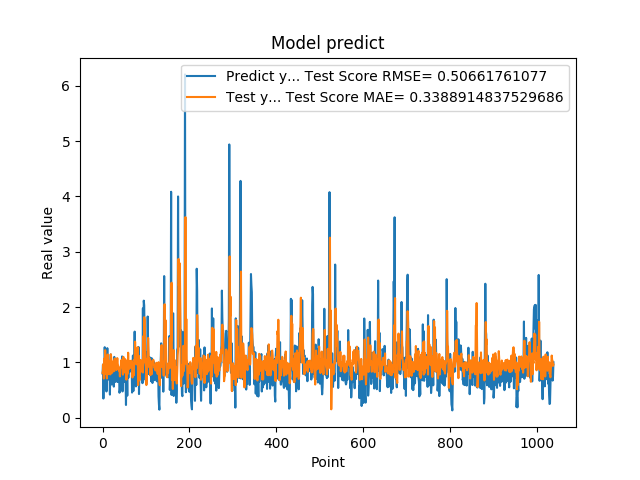 Model predict
Predict y... Test Score RMSE= 0.50661761077
Test y... Test Score MAE= 0.3388914837529686
Real value
6
5
4
3
2
1
0
0 200 400 600 800 1000
Point